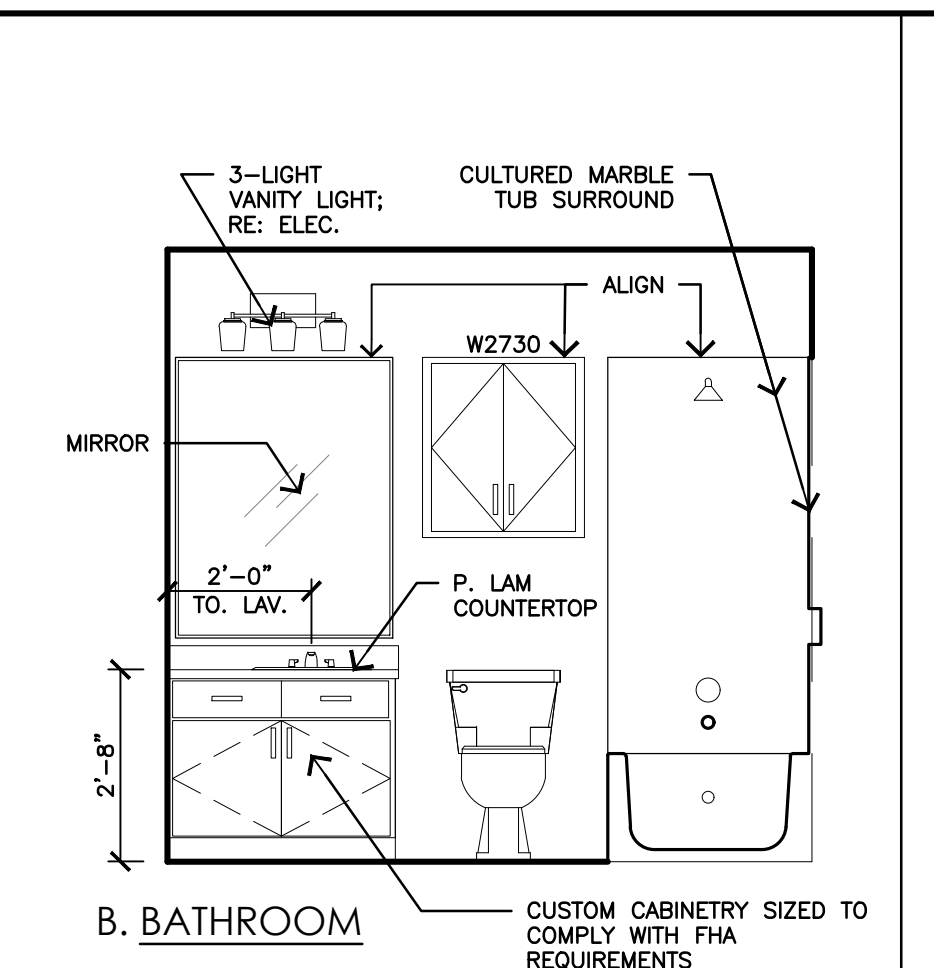 3-LIGHT
VANITY LIGHT;
RE: ELEC.
CULTURED MARBLE
TUB SURROUND
ALIGN
W2730
MIRROR
2'-0"
TO. LAV.
P. LAM
COUNTERTOP
2'-8"
B. BATHROOM
CUSTOM CABINETRY SIZED TO
COMPLY WITH FHA
REQUIREMENTS